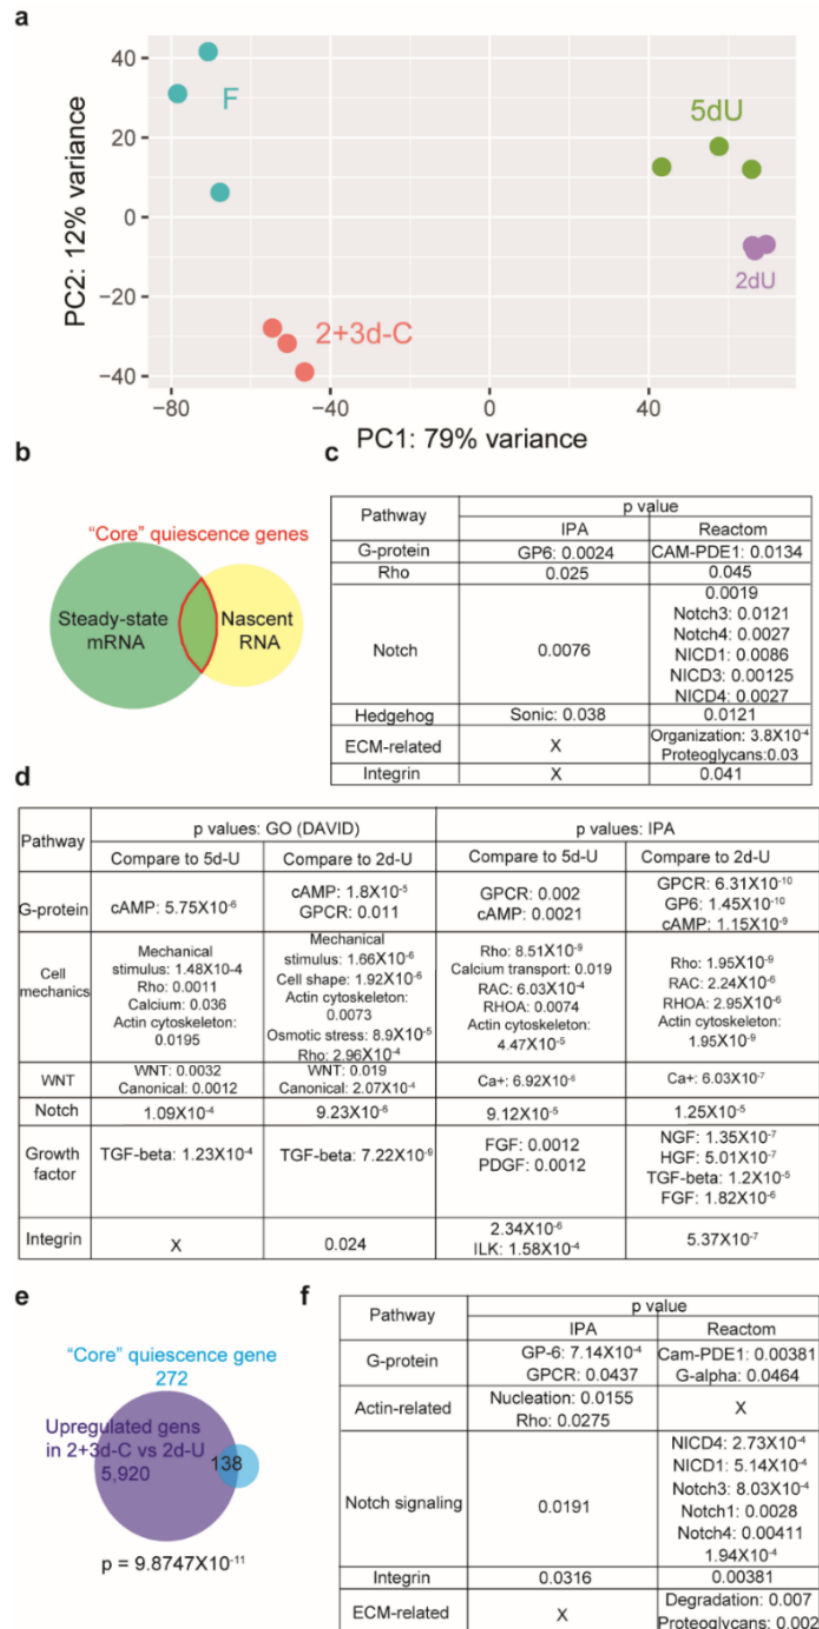 a
F
5dU
2dU
2+3d-C
40
20
0
−20
−40
PC2: 12% variance
−80
−40
0
40
PC1: 79% variance
b
"Core" quiescence genes
Steady-state
mRNA
Nascent
RNA
c
Pathway
p value
IPA
Reactom
G-protein
GP6: 0.0024
CAM-PDE1: 0.0134
Rho
0.025
0.045
Notch
0.0076
0.0019
Notch3: 0.0121
Notch4: 0.0027
NICD1: 0.0086
NICD3: 0.00125
NICD4: 0.0027
Hedgehog
Sonic: 0.038
0.0121
ECM-related
X
Organization: 3.8X10⁻⁴
Proteoglycans:0.03
Integrin
X
0.041
d
Pathway
p values: GO (DAVID)
p values: IPA
Compare to 5d-U
Compare to 2d-U
Compare to 5d-U
Compare to 2d-U
G-protein
cAMP: 5.75X10⁻⁶
cAMP: 1.8X10⁻⁵
GPCR: 0.011
GPCR: 0.002
cAMP: 0.0021
GPCR: 6.31X10⁻¹⁰
GP6: 1.45X10⁻¹⁰
cAMP: 1.15X10⁻⁹
Cell
mechanics
Mechanical
stimulus: 1.48X10-4
Rho: 0.0011
Calcium: 0.036
Actin cytoskeleton:
0.0195
Mechanical
stimulus: 1.66X10⁻⁶
Cell shape: 1.92X10⁻⁶
Actin cytoskeleton:
0.0073
Osmotic stress: 8.9X10⁻⁵
Rho: 2.96X10⁻⁴
Rho: 8.51X10⁻⁹
Calcium transport: 0.019
RAC: 6.03X10⁻⁴
RHOA: 0.0074
Actin cytoskeleton:
4.47X10⁻⁵
Rho: 1.95X10⁻⁹
RAC: 2.24X10⁻⁶
RHOA: 2.95X10⁻⁶
Actin cytoskeleton:
1.95X10⁻⁹
WNT
WNT: 0.0032
Canonical: 0.0012
WNT: 0.019
Canonical: 2.07X10⁻⁴
Ca+: 6.92X10⁻⁶
Ca+: 6.03X10⁻⁷
Notch
1.09X10⁻⁴
9.23X10⁻⁶
9.12X10⁻⁵
1.25X10⁻⁵
Growth
factor
TGF-beta: 1.23X10⁻⁴
TGF-beta: 7.22X10⁻⁹
FGF: 0.0012
PDGF: 0.0012
NGF: 1.35X10⁻⁷
HGF: 5.01X10⁻⁷
TGF-beta: 1.2X10⁻⁵
FGF: 1.82X10⁻⁶
Integrin
X
0.024
2.34X10⁻⁶
ILK: 1.58X10⁻⁴
5.37X10⁻⁷
e
"Core" quiescence gene
272
Upregulated gens
in 2+3d-C vs 2d-U
5,920
138
p = 9.8747X10⁻¹¹
f
Pathway
p value
IPA
Reactom
G-protein
GP-6: 7.14X10⁻⁴
GPCR: 0.0437
Cam-PDE1: 0.00381
G-alpha: 0.0464
Actin-related
Nucleation: 0.0155
Rho: 0.0275
X
Notch signaling
0.0191
NICD4: 2.73X10⁻⁴
NICD1: 5.14X10⁻⁴
Notch3: 8.03X10⁻⁴
Notch1: 0.0028
Notch4: 0.00411
1.94X10⁻⁴
Integrin
0.0316
0.00381
ECM-related
X
Degradation: 0.007
Proteoglycans: 0.002